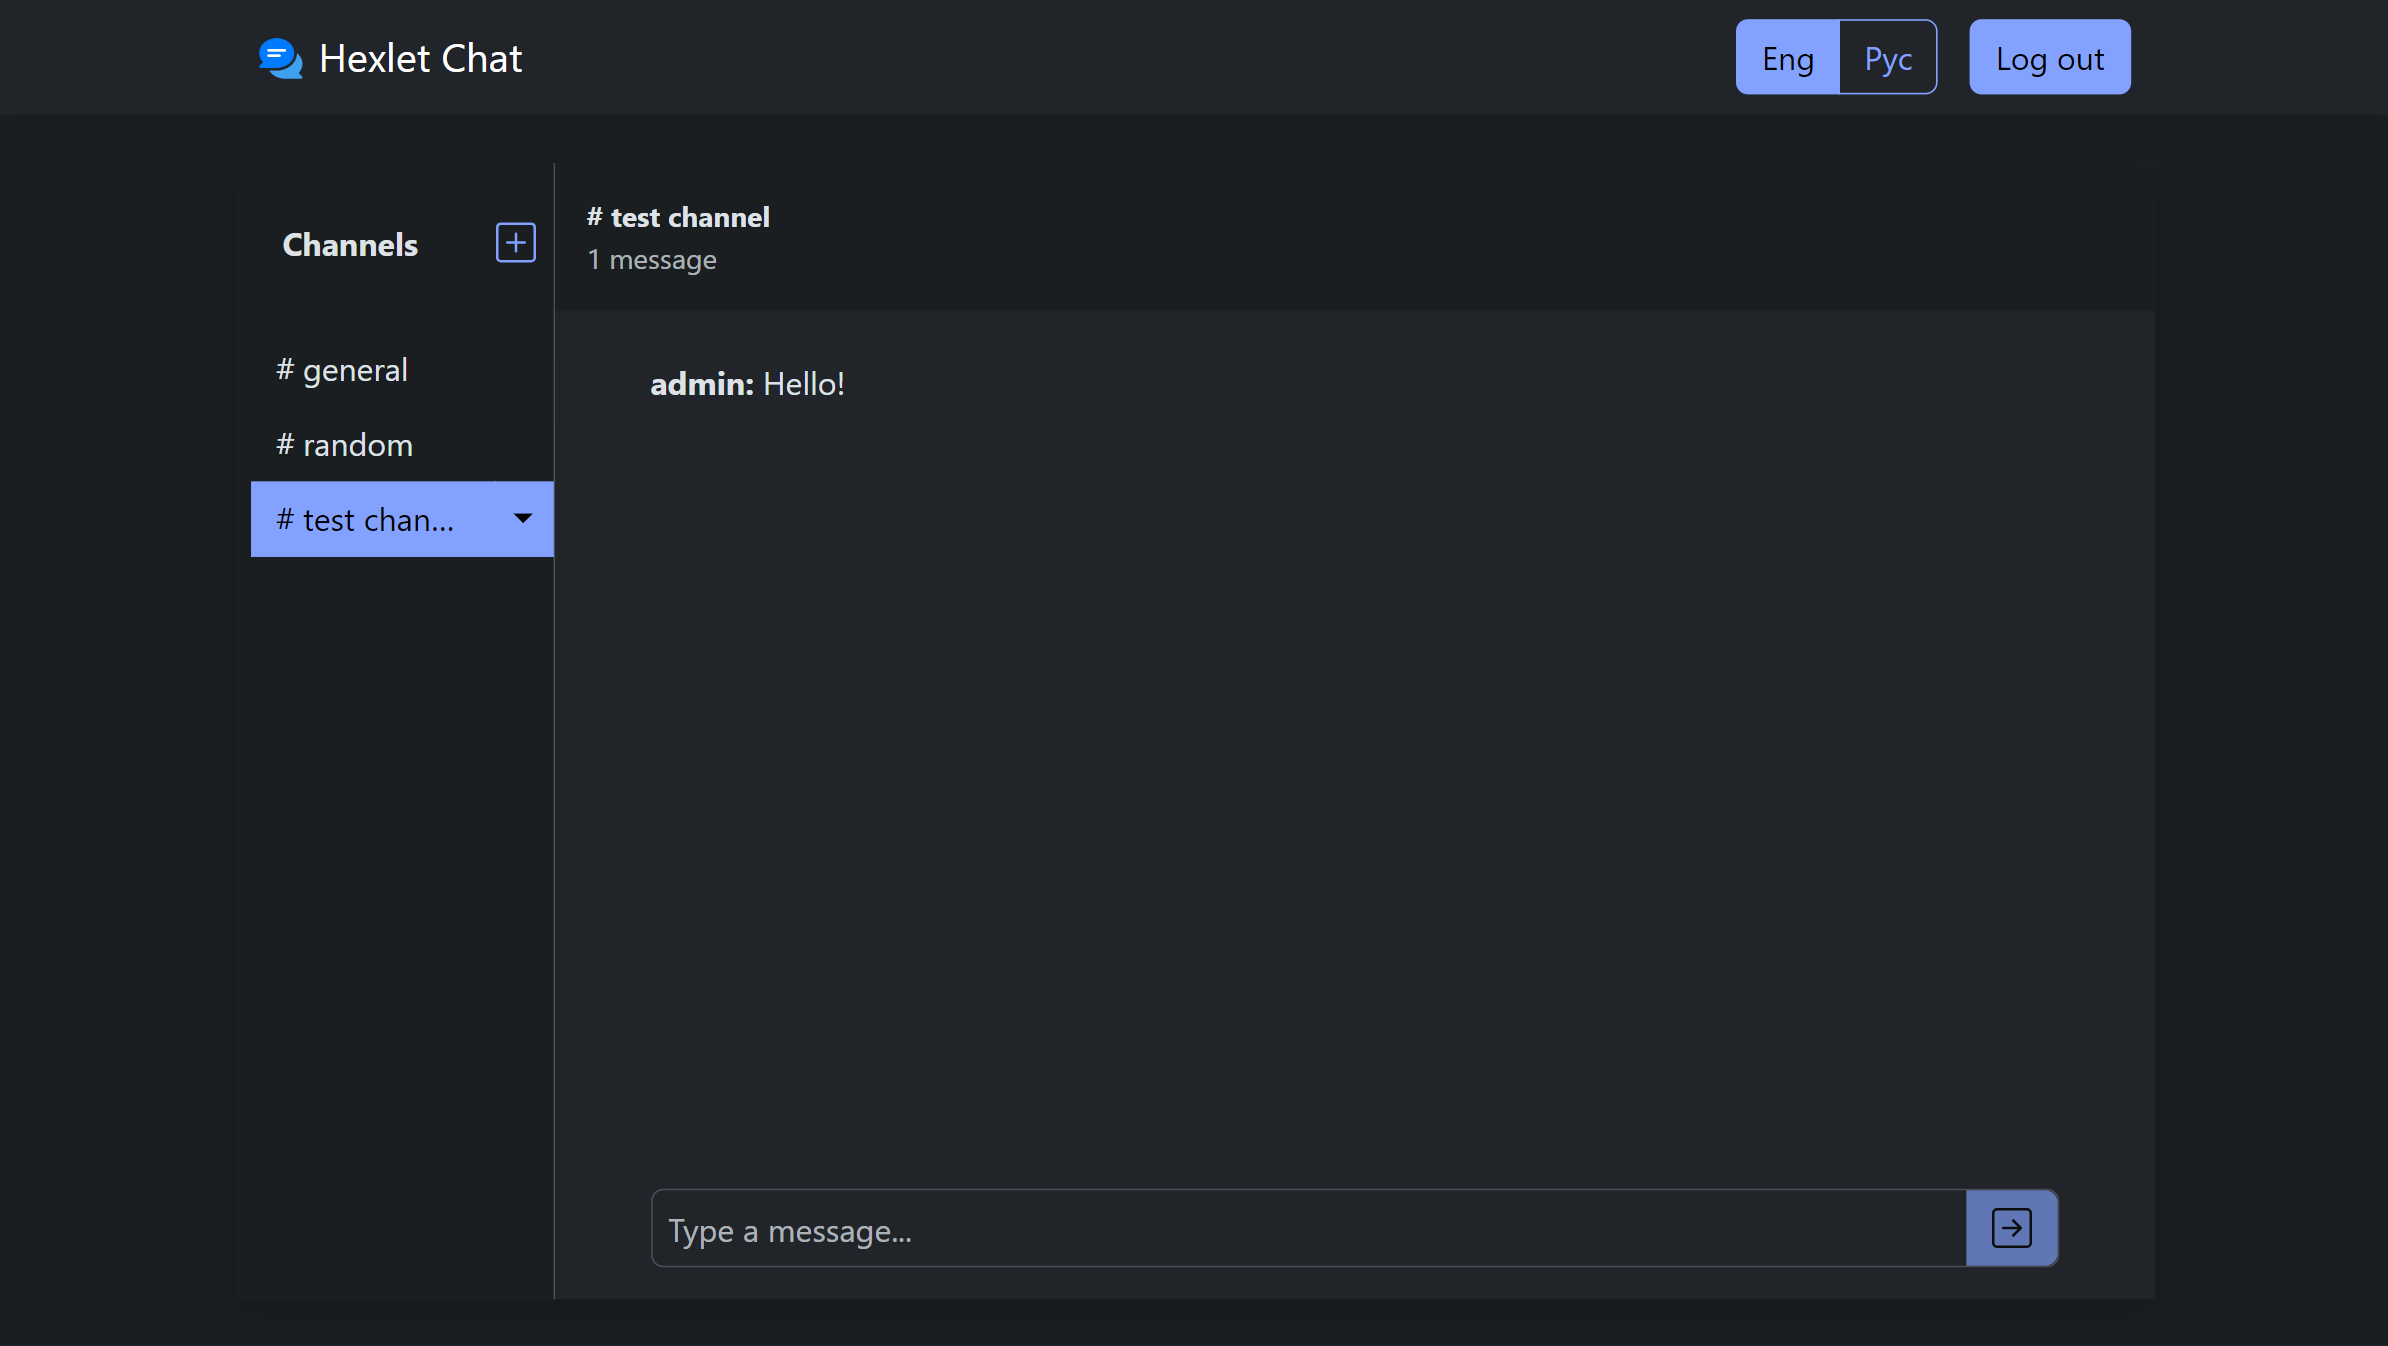 Hexlet Chat
Eng
Рус
Log out
Channels
# general
# random
# test chan...
# test channel
1 message
admin: Hello!
Type a message...